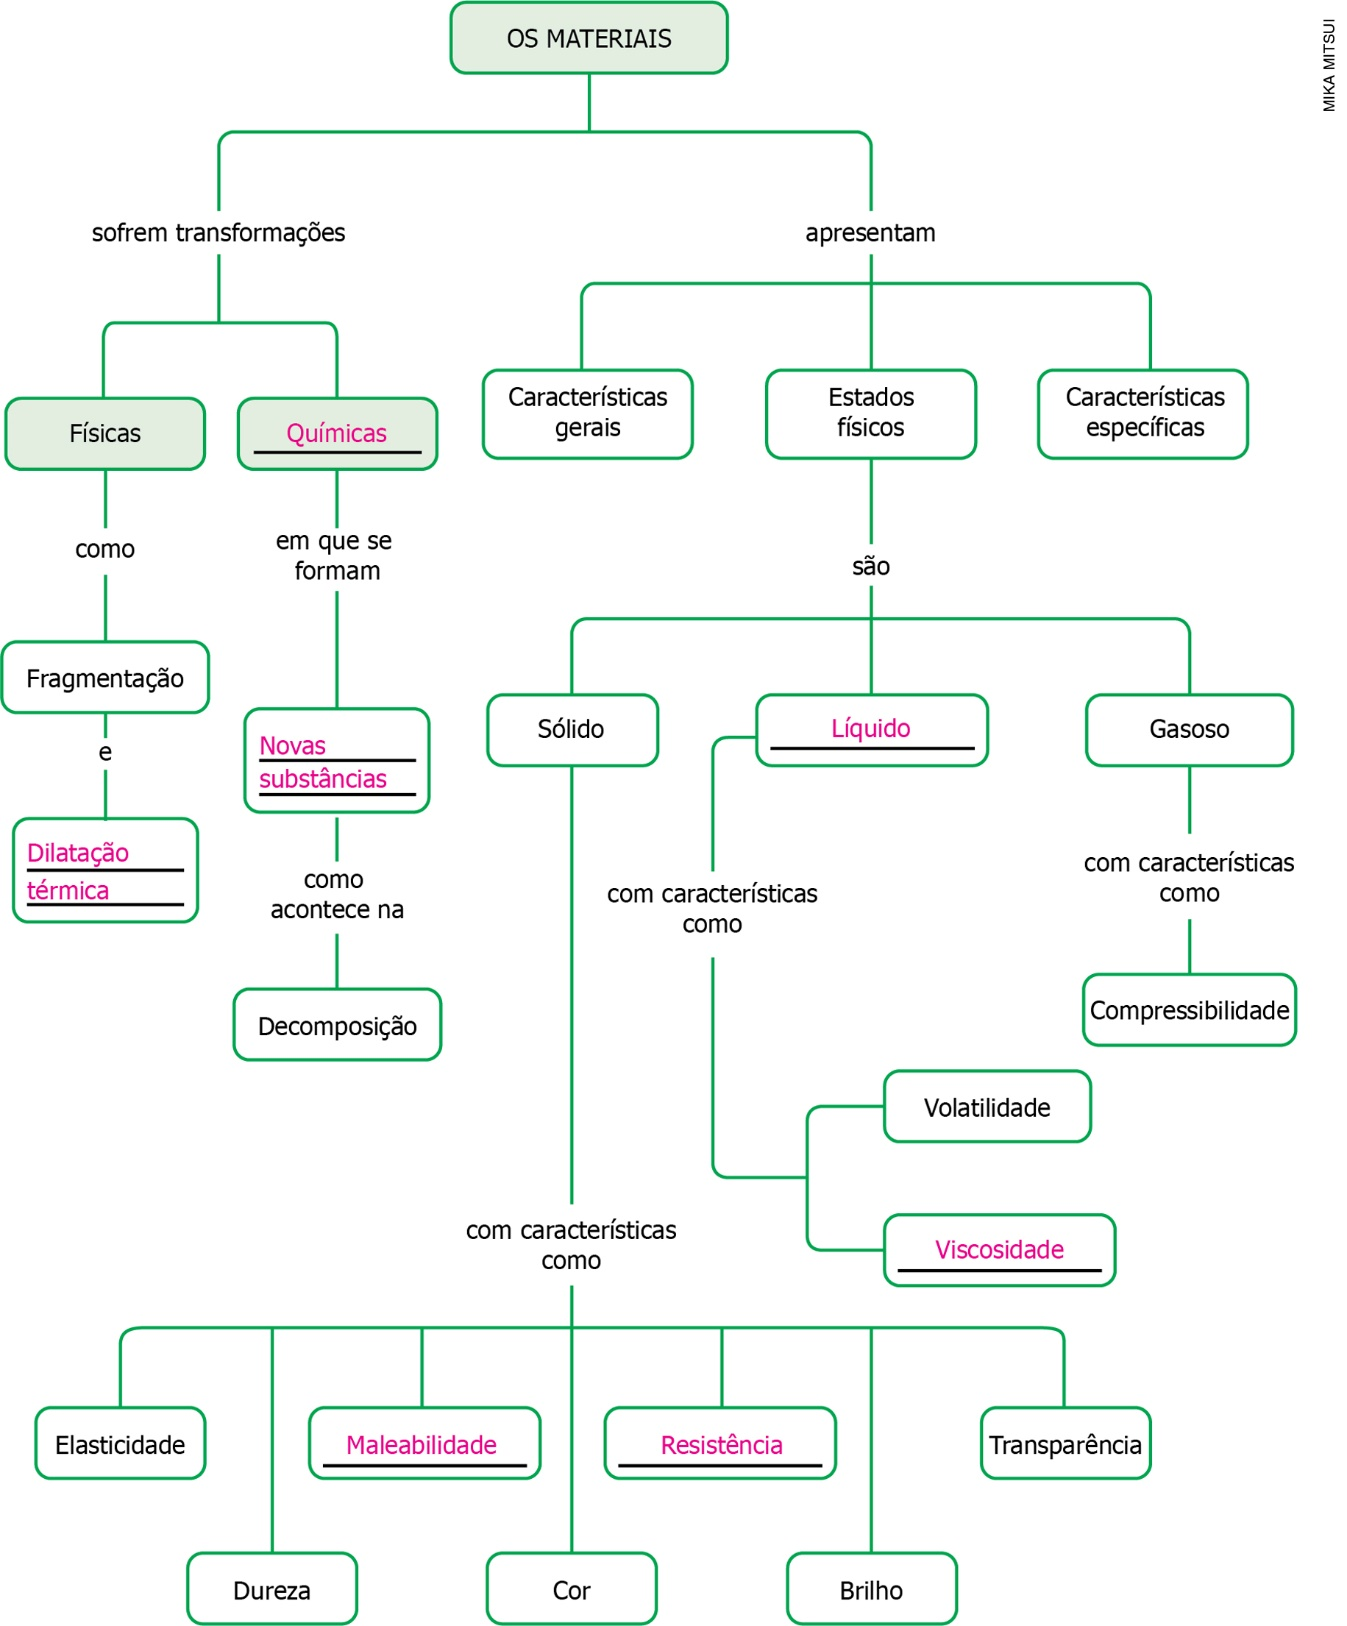 OS MATERIAIS
MIKA MITSUI
sofrem transformações
apresentam
Físicas
Químicas
Características
gerais
Estados
físicos
Características
específicas
como
em que se
formam
são
Fragmentação
e
Dilatação
térmica
Novas
substâncias
como
acontece na
Decomposição
Sólido
Líquido
Gasoso
com características
como
com características
como
Compressibilidade
Volatilidade
Viscosidade
com características
como
Elasticidade
Maleabilidade
Resistência
Transparência
Dureza
Cor
Brilho